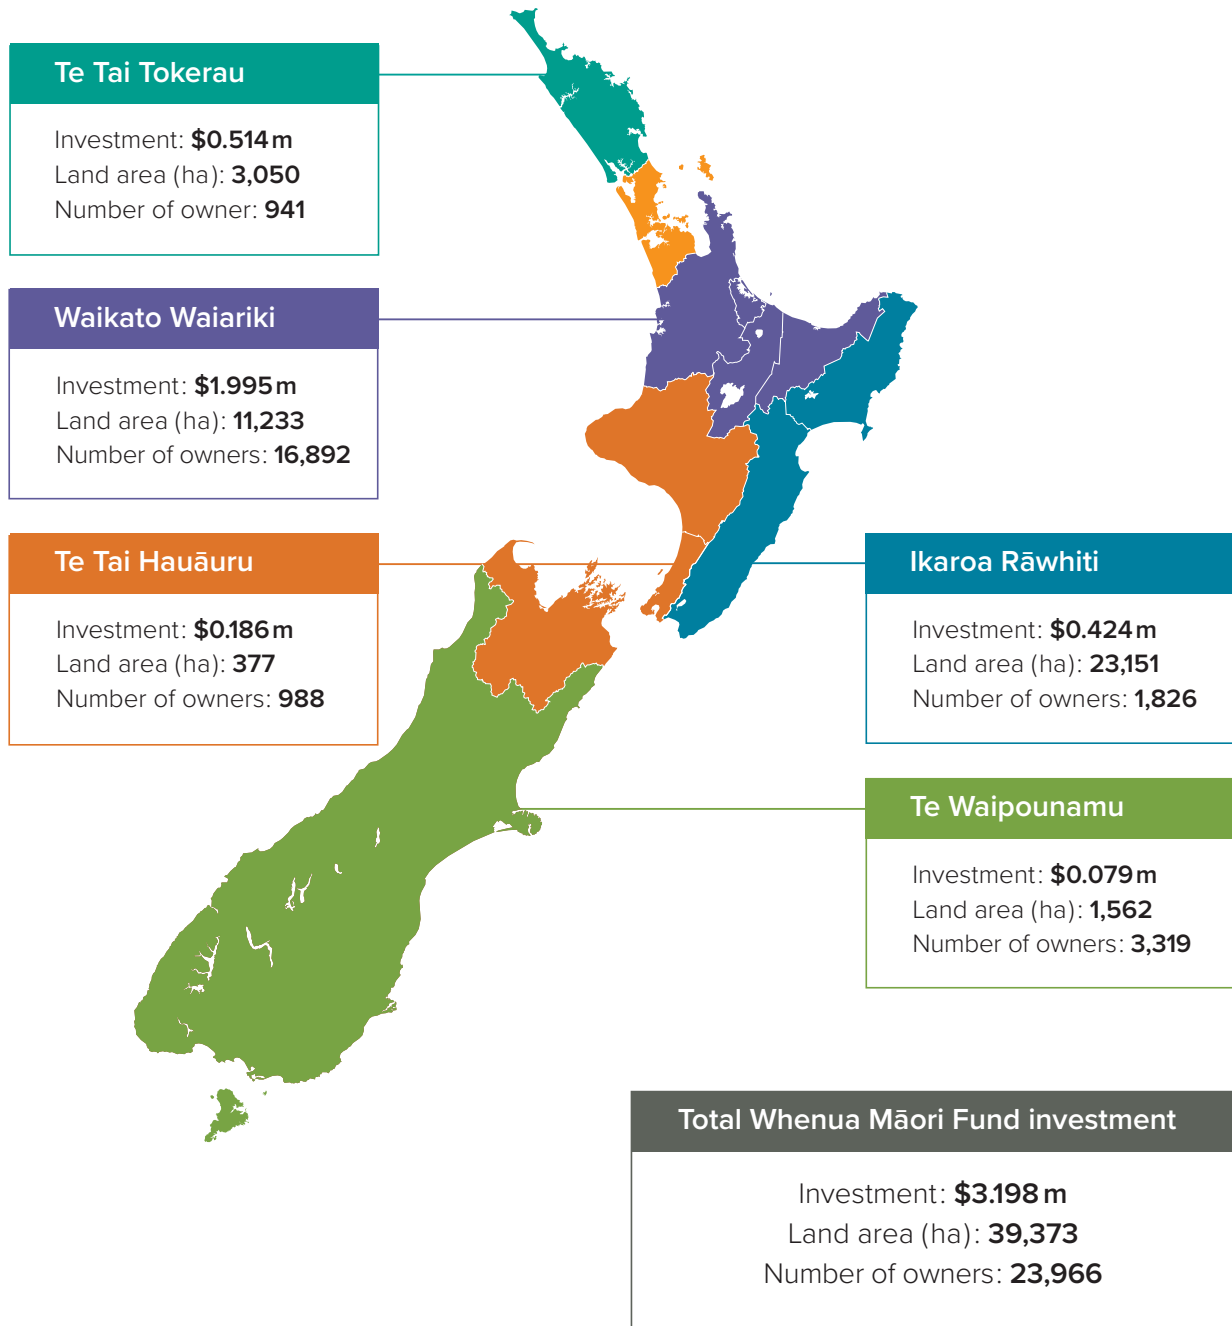 Te Tai Tokerau
Investment: $0.514 m
Land area (ha): 3,050
Number of owner: 941
Waikato Waiariki
Investment: $1.995 m
Land area (ha): 11,233
Number of owners: 16,892
Te Tai Hauāuru
Investment: $0.186 m
Land area (ha): 377
Number of owners: 988
Ikaroa Rāwhiti
Investment: $0.424 m
Land area (ha): 23,151
Number of owners: 1,826
Te Waipounamu
Investment: $0.079 m
Land area (ha): 1,562
Number of owners: 3,319
Total Whenua Māori Fund investment
Investment: $3.198 m
Land area (ha): 39,373
Number of owners: 23,966